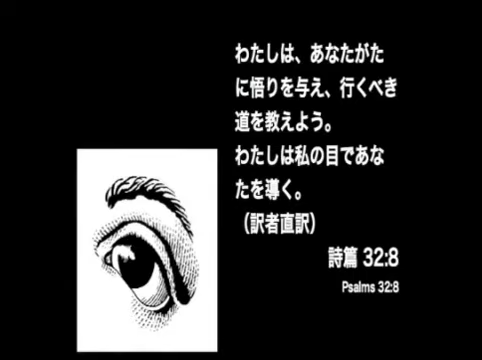 わたしは、あなたがた
に悟りを与え、行くべき
道を教えよう。
わたしは私の目であな
たを導く。
（訳者直訳）
詩篇 32:8
Psalms 32:8